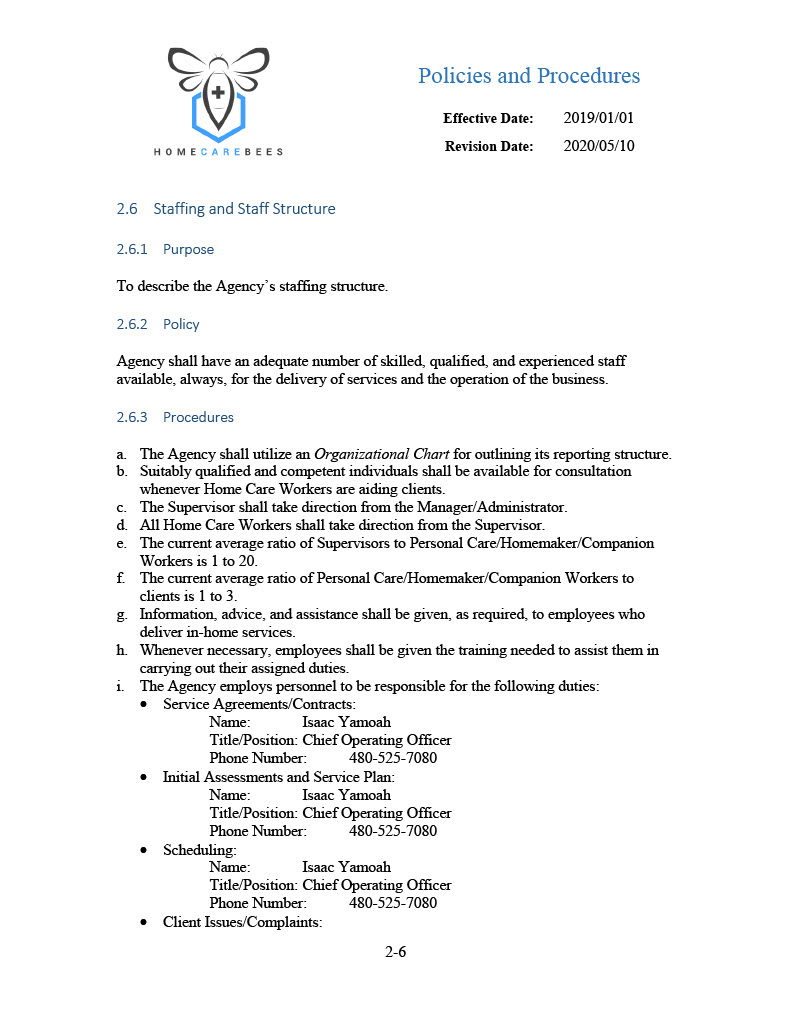 Policies and Procedures
Effective Date: 2019/01/01
Revision Date: 2020/05/10
HOMECAREBEES
2.6 Staffing and Staff Structure
2.6.1 Purpose
To describe the Agency's staffing structure.
2.6.2 Policy
Agency shall have an adequate number of skilled, qualified, and experienced staff
available, always, for the delivery of services and the operation of the business.
2.6.3 Procedures
a. The Agency shall utilize an Organizational Chart for outlining its reporting structure.
b. Suitably qualified and competent individuals shall be available for consultation
whenever Home Care Workers are aiding clients.
c. The Supervisor shall take direction from the Manager/Administrator.
d. All Home Care Workers shall take direction from the Supervisor.
e. The current average ratio of Supervisors to Personal Care/Homemaker/Companion
Workers is 1 to 20.
f. The current average ratio of Personal Care/Homemaker/Companion Workers to
clients is 1 to 3.
g. Information, advice, and assistance shall be given, as required, to employees who
deliver in-home services.
h. Whenever necessary, employees shall be given the training needed to assist them in
carrying out their assigned duties.
i. The Agency employs personnel to be responsible for the following duties:
• Service Agreements/Contracts:
Name: Isaac Yamoah
Title/Position: Chief Operating Officer
Phone Number: 480-525-7080
• Initial Assessments and Service Plan:
Name: Isaac Yamoah
Title/Position: Chief Operating Officer
Phone Number: 480-525-7080
• Scheduling:
Name: Isaac Yamoah
Title/Position: Chief Operating Officer
Phone Number: 480-525-7080
• Client Issues/Complaints:
2-6